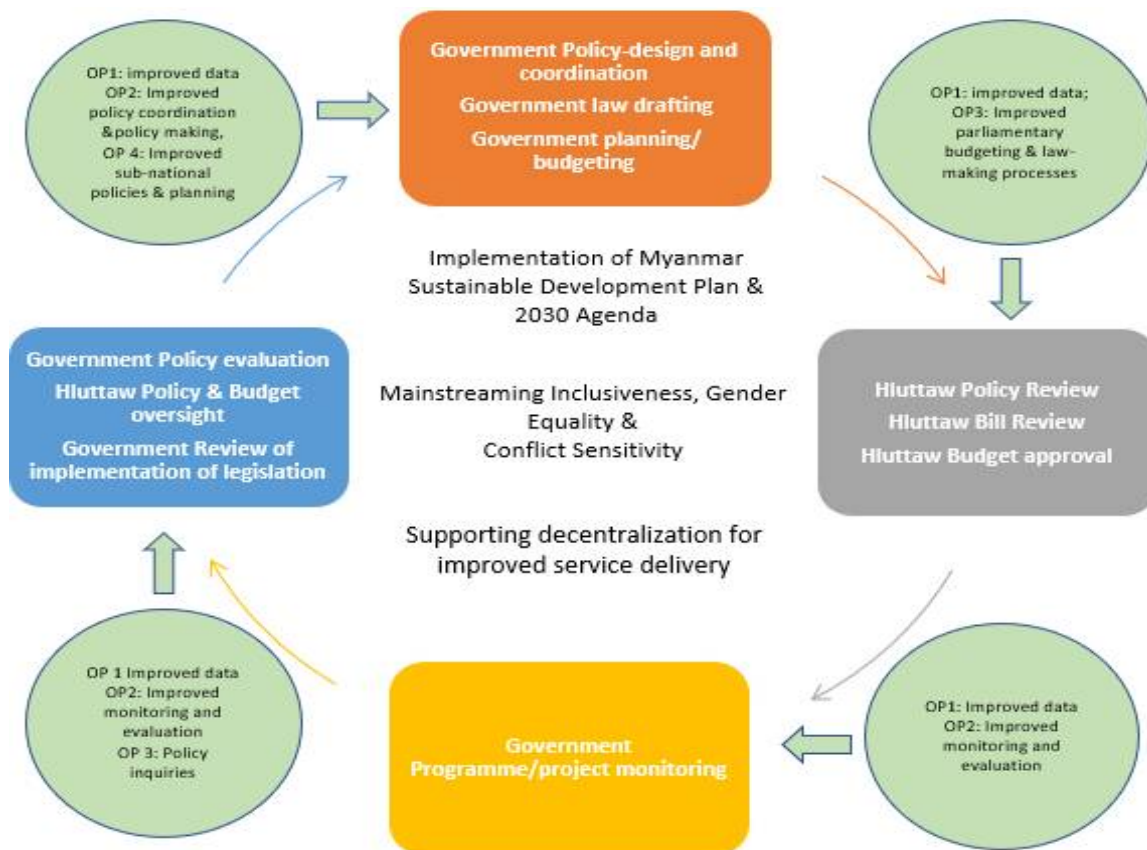 OP1: improved data
OP2: Improved
policy coordination
&policy making,
OP 4: Improved
sub-national
policies & planning
Government Policy-design and
coordination
Government law drafting
Government planning/
budgeting
OP1: improved data;
OP3: Improved
parliamentary
budgeting & law-
making processes
Implementation of Myanmar
Sustainable Development Plan &
2030 Agenda
Government Policy evaluation
Hluttaw Policy & Budget
oversight
Government Review of
implementation of legislation
Mainstreaming Inclusiveness, Gender
Equality &
Conflict Sensitivity
Hluttaw Policy Review
Hluttaw Bill Review
Hluttaw Budget approval
Supporting decentralization for
improved service delivery
OP 1 Improved data
OP2: Improved
monitoring and
evaluation
OP 3: Policy
inquiries
Government
Programme/project monitoring
OP1: Improved data
OP2: Improved
monitoring and
evaluation